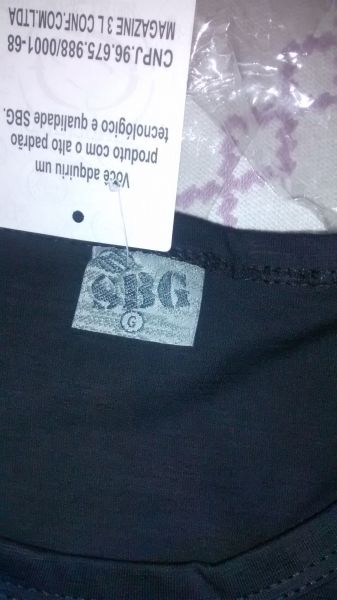 Você adquiriu um
produto com o alto padrão
tecnológico e qualidade SBG.
CNPJ.96.675.988/0001-68
MAGAZINE 3 L CONF.COM.LTDA
SBG
G